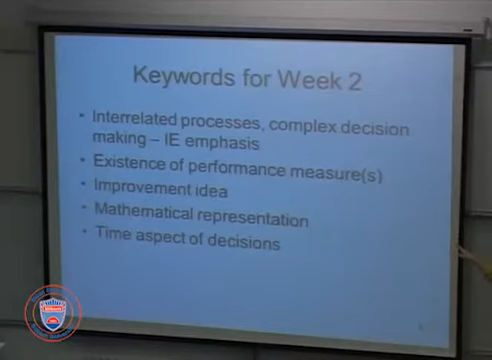 Keywords for Week 2
• Interrelated processes, complex decision
making – IE emphasis
• Existence of performance measure(s)
• Improvement idea
• Mathematical representation
• Time aspect of decisions